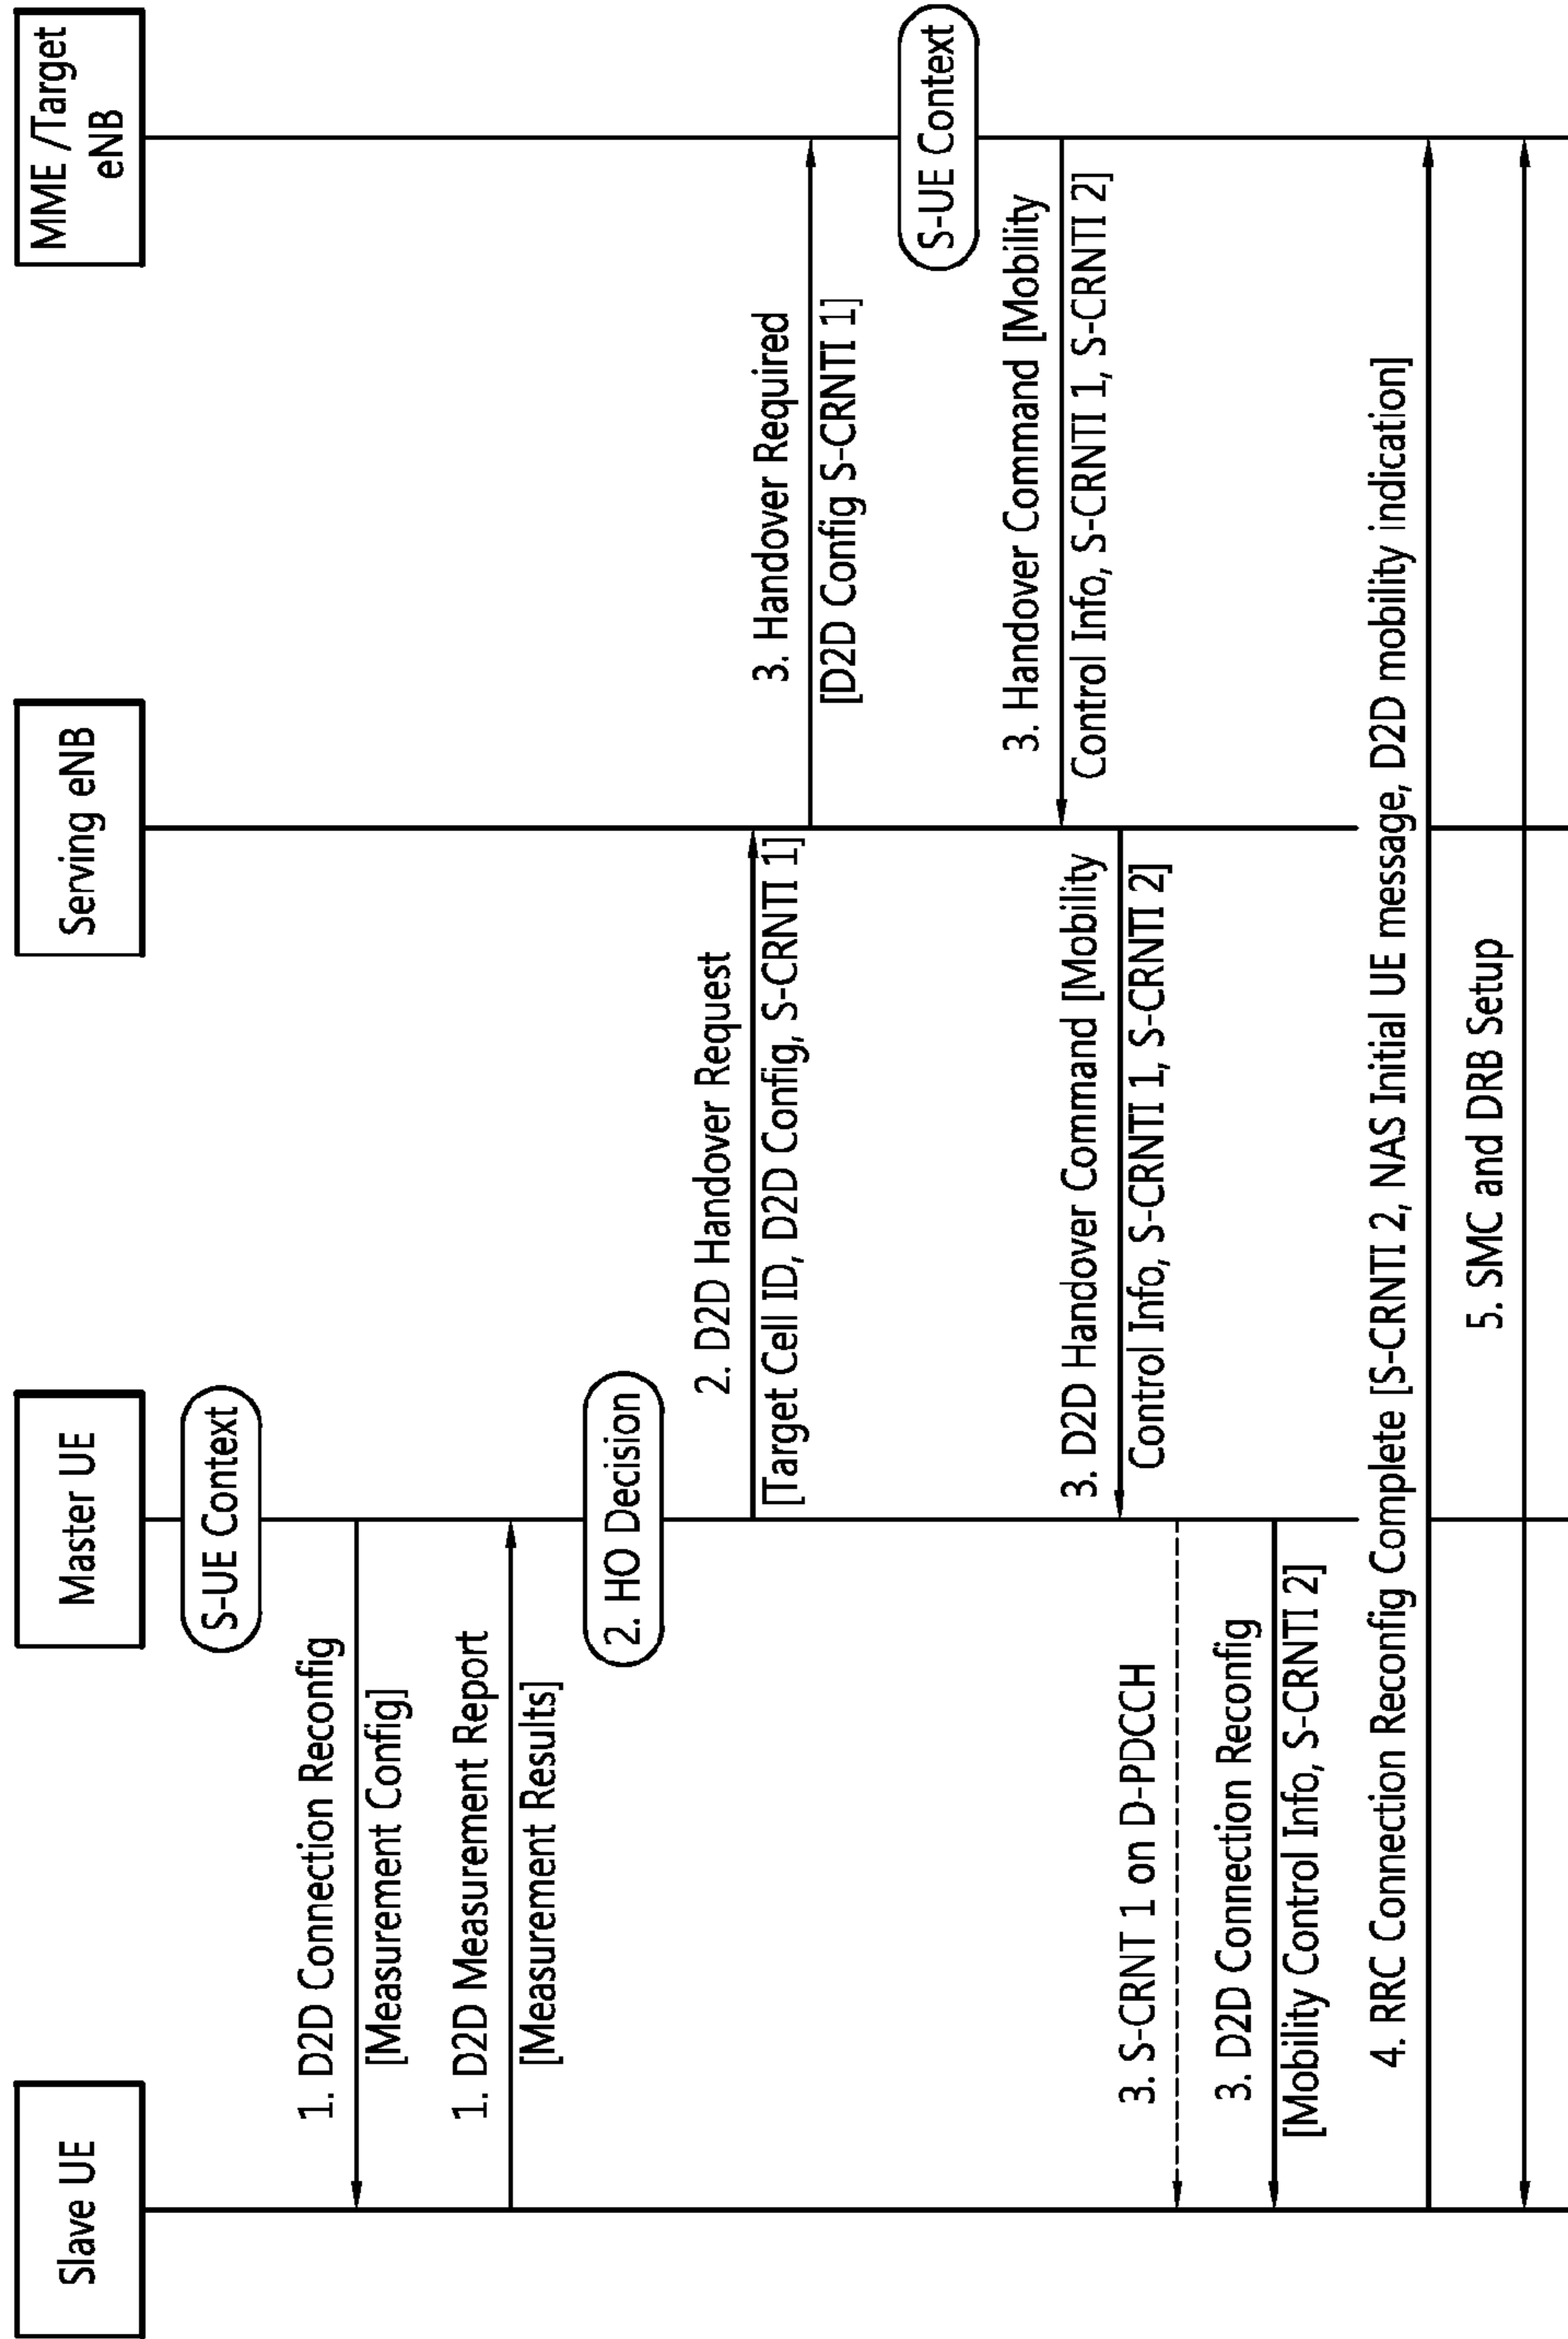 Slave UE
Master UE
Serving eNB
MME /Target
eNB
S-UE Context
1. D2D Connection Reconfig
[Measurement Config]
1. D2D Measurement Report
[Measurement Results]
2. HO Decision
2. D2D Handover Request
[Target Cell ID, D2D Config, S-CRNTI 1]
3. Handover Required
[D2D Config S-CRNTI 1]
S-UE Context
3. Handover Command [Mobility
Control Info, S-CRNTI 1, S-CRNTI 2]
3. D2D Handover Command [Mobility
Control Info, S-CRNTI 1, S-CRNTI 2]
3. S-CRNT 1 on D-PDCCH
3. D2D Connection Reconfig
[Mobility Control Info, S-CRNTI 2]
4. RRC Connection Reconfig Complete [S-CRNTI 2, NAS Initial UE message, D2D mobility indication]
5. SMC and DRB Setup